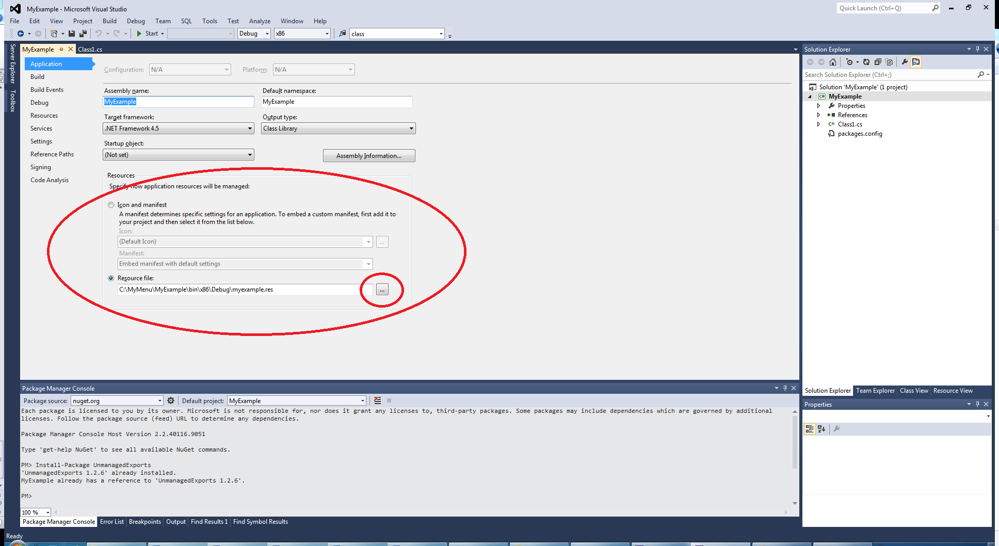 MyExample - Microsoft Visual Studio
Quick Launch (Ctrl+Q)
File Edit View Project Build Debug Team SQL Tools Test Analyze Window Help
Start Debug x86 class
Server Explorer
Toolbox
MyExample Class1.cs
Application
Build
Build Events
Debug
Resources
Services
Settings
Reference Paths
Signing
Code Analysis
Configuration: N/A Platform: N/A
Assembly name: Default namespace:
MyExample MyExample
Target framework: Output type:
.NET Framework 4.5 Class Library
Startup object:
(Not set) Assembly Information...
Resources
Specify how application resources will be managed:
Icon and manifest
A manifest determines specific settings for an application. To embed a custom manifest, first add it to
your project and then select it from the list below.
Icon:
(Default Icon) ...
Manifest:
Embed manifest with default settings
Resource file:
C:\MyMenu\MyExample\bin\x86\Debug\myexample.res ...
Solution Explorer
Search Solution Explorer (Ctrl+;)
Solution 'MyExample' (1 project)
C# MyExample
Properties
References
C# Class1.cs
packages.config
Solution Explorer Team Explorer Class View Resource View
Properties
Package Manager Console
Package source: nuget.org Default project: MyExample
Each package is licensed to you by its owner. Microsoft is not responsible for, nor does it grant any licenses to, third-party packages. Some packages may include dependencies which are governed by additional
licenses. Follow the package source (feed) URL to determine any dependencies.
Package Manager Console Host Version 2.2.40116.9051
Type 'get-help NuGet' to see all available NuGet commands.
PM> Install-Package UnmanagedExports
'UnmanagedExports 1.2.6' already installed.
MyExample already has a reference to 'UnmanagedExports 1.2.6'.
PM>
100 %
Package Manager Console Error List Breakpoints Output Find Results 1 Find Symbol Results
Ready